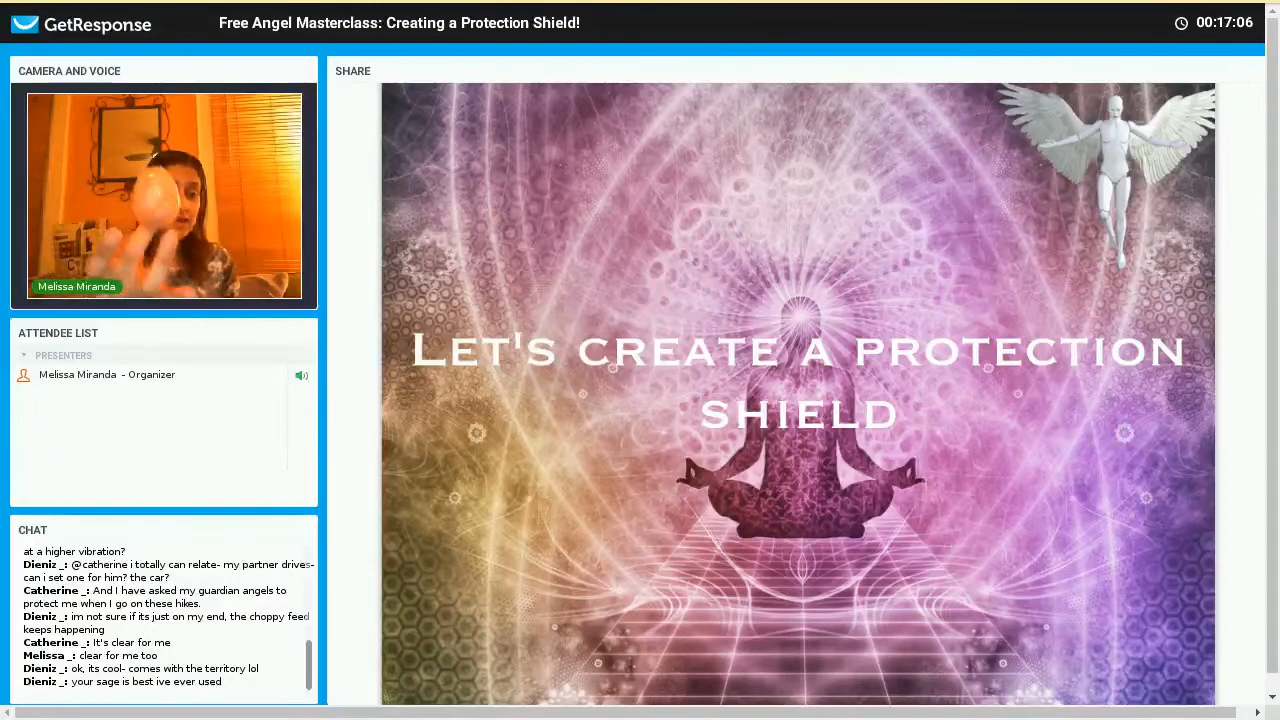 GetResponse
Free Angel Masterclass: Creating a Protection Shield!
00:17:06
CAMERA AND VOICE
Melissa Miranda
ATTENDEE LIST
PRESENTERS
Melissa Miranda - Organizer
CHAT
at a higher vibration?
Dieniz _: @catherine i totally can relate- my partner drives-
can i set one for him? the car?
Catherine _: And I have asked my guardian angels to
protect me when I go on these hikes.
Dieniz _: im not sure if its just on my end, the choppy feed
keeps happening
Catherine _: It's clear for me
Melissa _: clear for me too
Dieniz _: ok, its cool- comes with the territory lol
Dieniz _: your sage is best ive ever used
SHARE
LET'S CREATE A PROTECTION
SHIELD